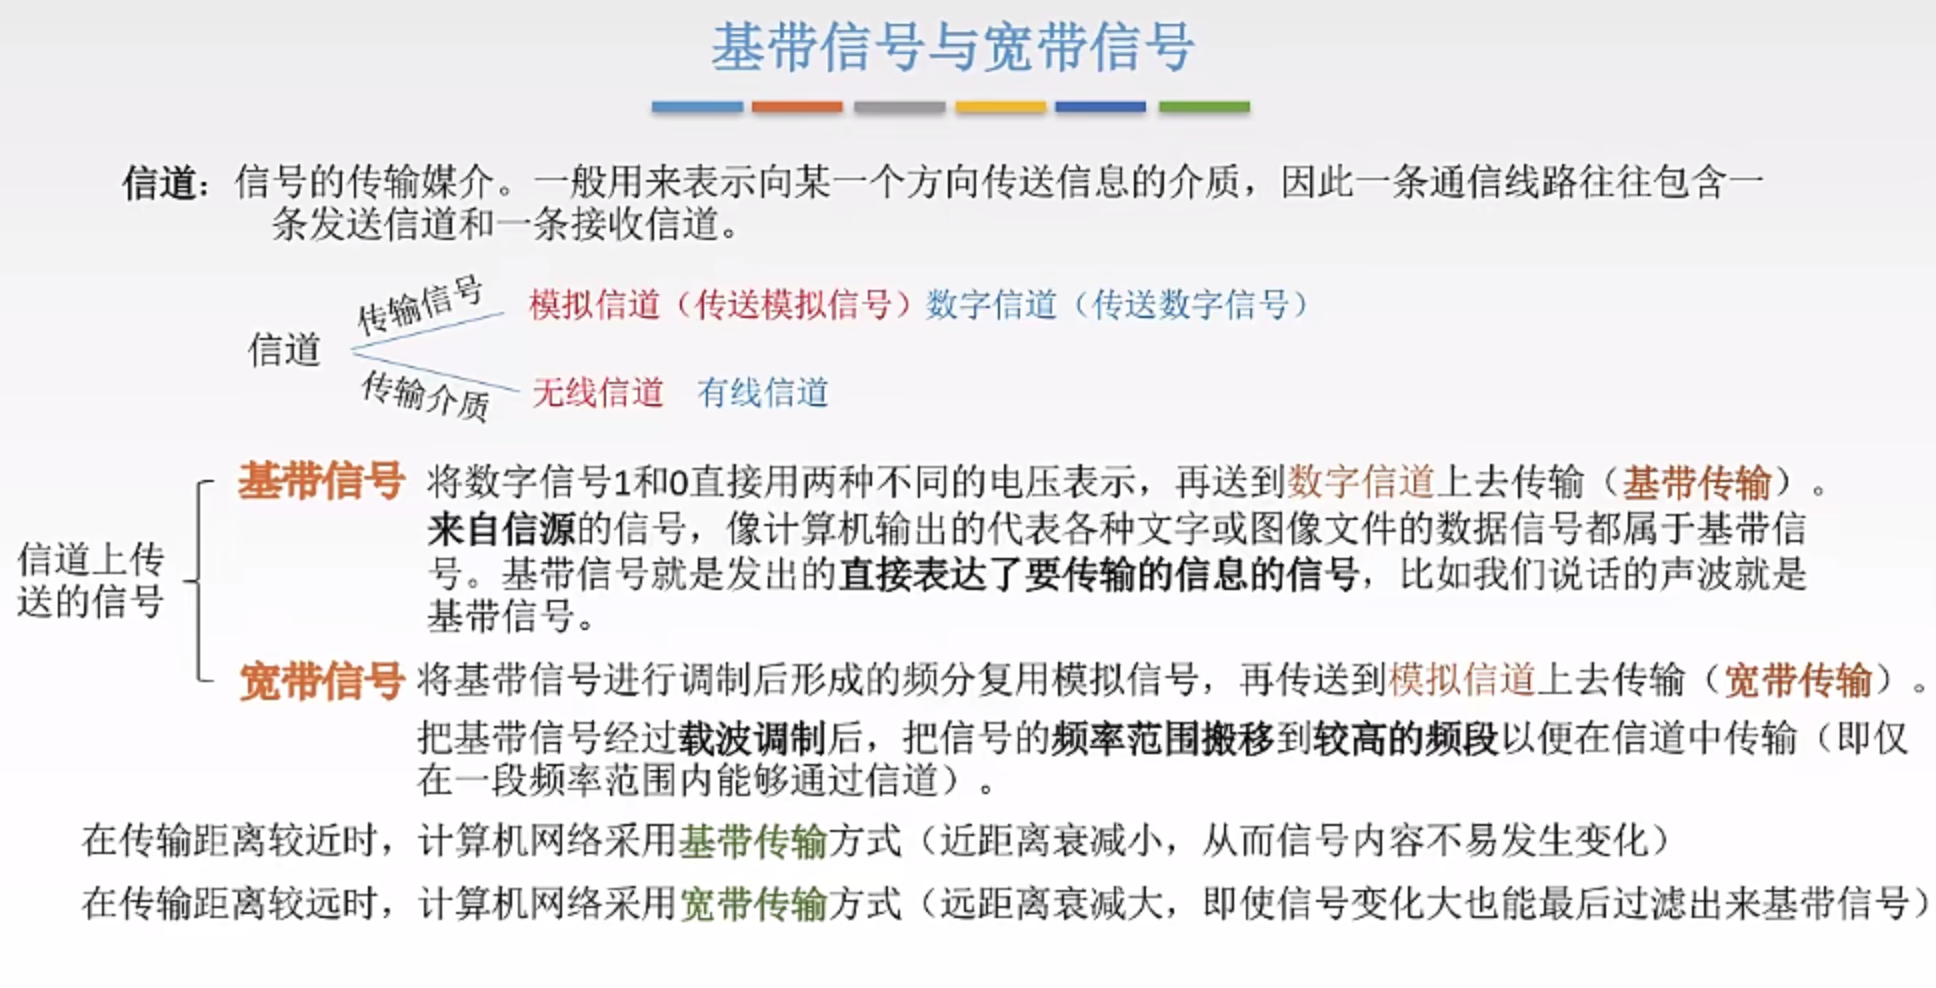 基带信号与宽带信号
信道：信号的传输媒介。一般用来表示向某一个方向传送信息的介质，因此一条通信线路往往包含一
条发送信道和一条接收信道。
传输信号
模拟信道（传送模拟信号）数字信道（传送数字信号）
信道
传输介质
无线信道 有线信道
基带信号 将数字信号1和0直接用两种不同的电压表示，再送到数字信道上去传输（基带传输）。
来自信源的信号，像计算机输出的代表各种文字或图像文件的数据信号都属于基带信
号。基带信号就是发出的直接表达了要传输的信息的信号，比如我们说话的声波就是
基带信号。
信道上传
送的信号
宽带信号 将基带信号进行调制后形成的频分复用模拟信号，再传送到模拟信道上去传输（宽带传输）。
把基带信号经过载波调制后，把信号的频率范围搬移到较高的频段以便在信道中传输（即仅
在一段频率范围内能够通过信道）。
在传输距离较近时，计算机网络采用基带传输方式（近距离衰减小，从而信号内容不易发生变化）
在传输距离较远时，计算机网络采用宽带传输方式（远距离衰减大，即使信号变化大也能最后过滤出来基带信号）